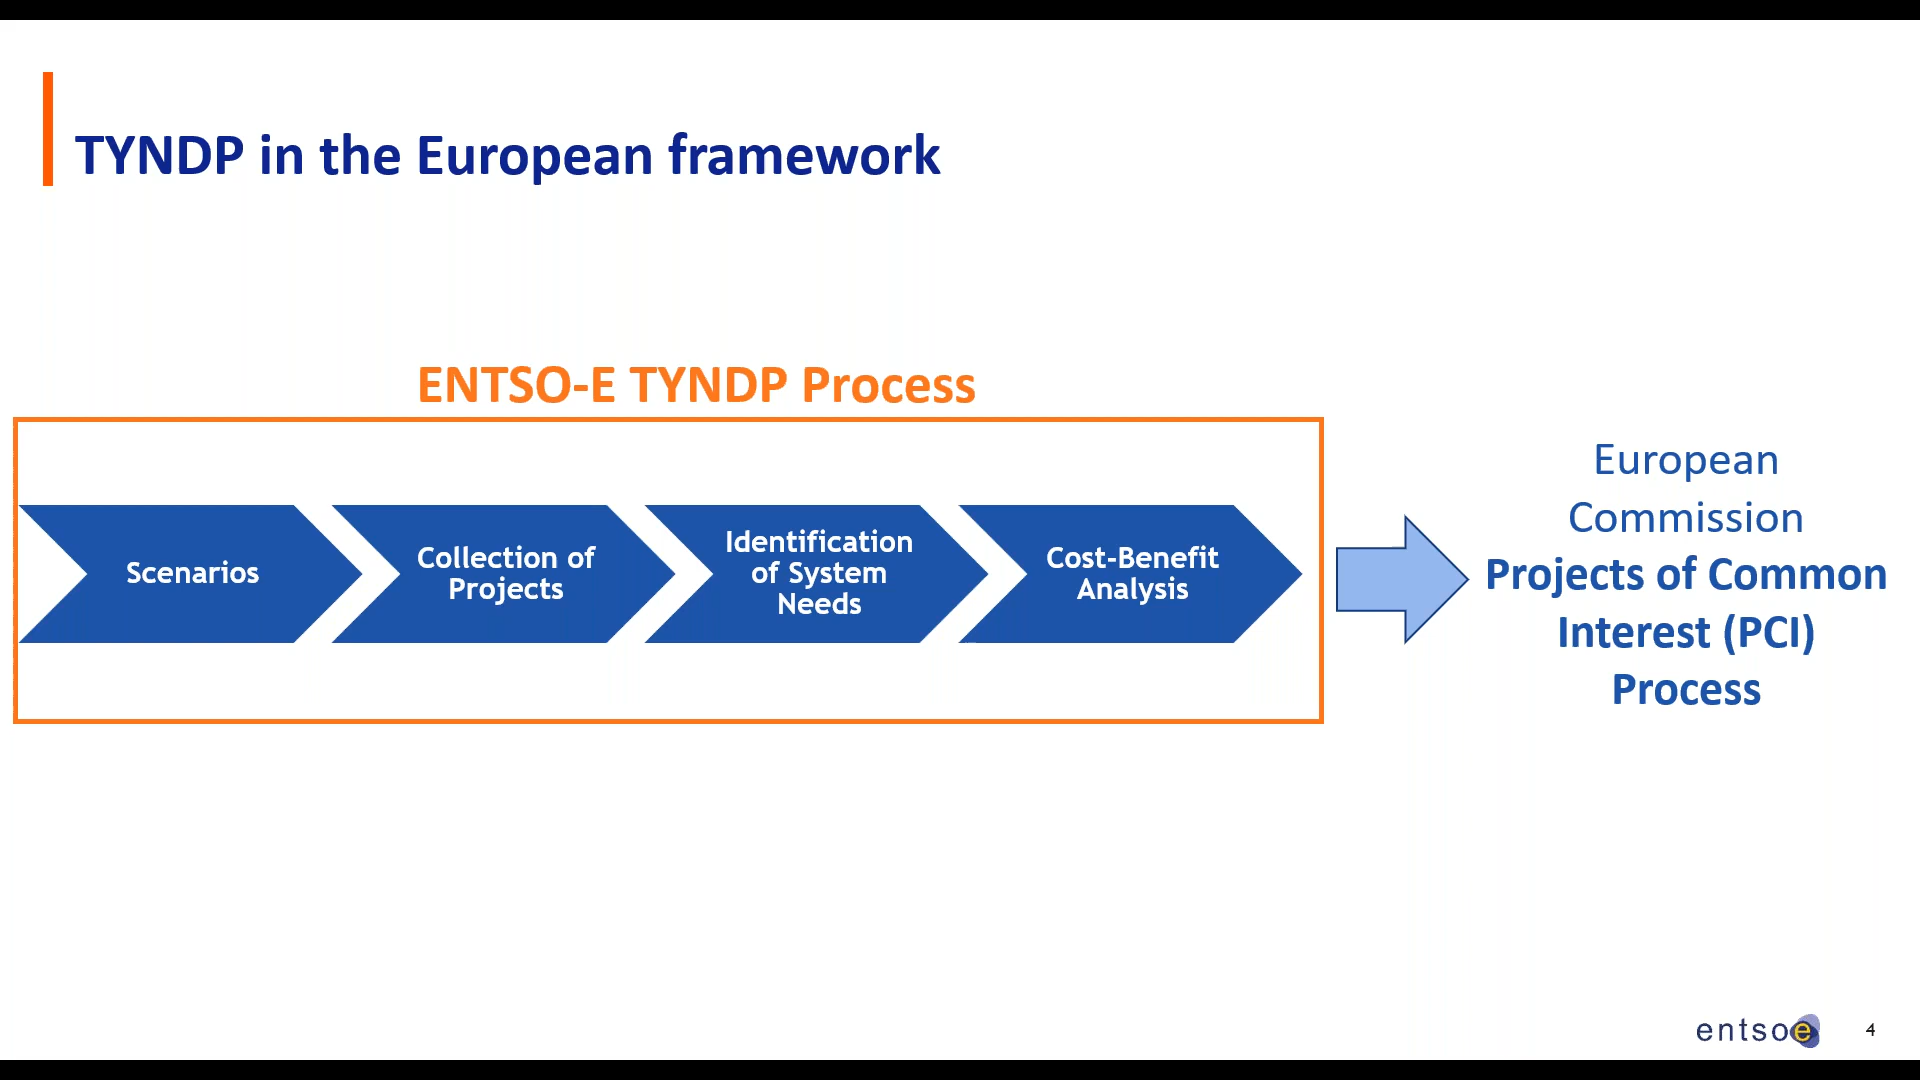 TYNDP in the European framework
ENTSO-E TYNDP Process
Scenarios
Collection of
Projects
Identification
of System
Needs
Cost-Benefit
Analysis
European
Commission
Projects of Common
Interest (PCI)
Process
entsoe
4